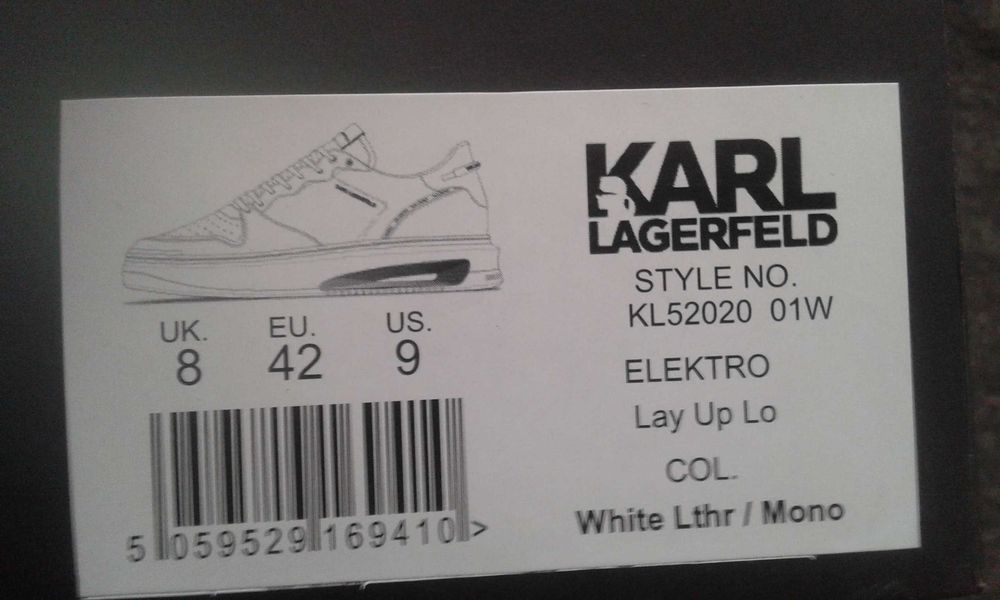 KARL
LAGERFELD
STYLE NO.
KL52020 01W
ELEKTRO
Lay Up Lo
COL.
White Lthr / Mono
UK. EU. US.
8 42 9
5 059529 169410 >